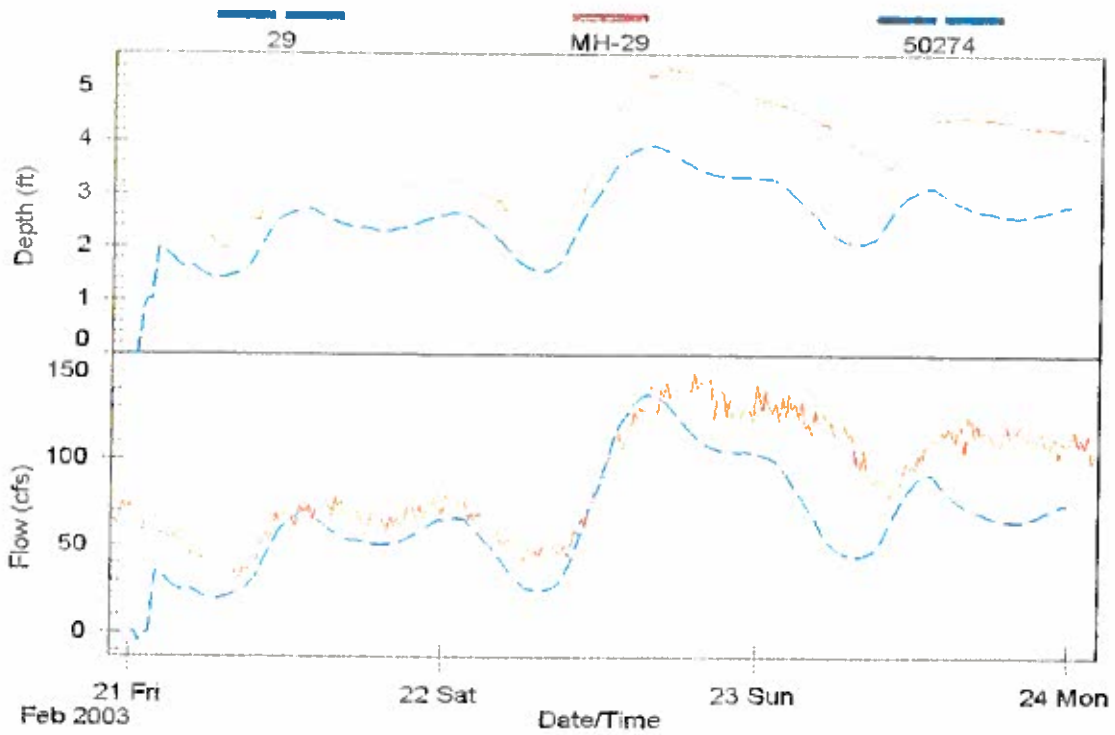 29 MH-29 50274
Depth (ft)
5
4
3
2
1
0
Flow (cfs)
150
100
50
0
21 Fri 22 Sat 23 Sun 24 Mon
Feb 2003 Date/Time